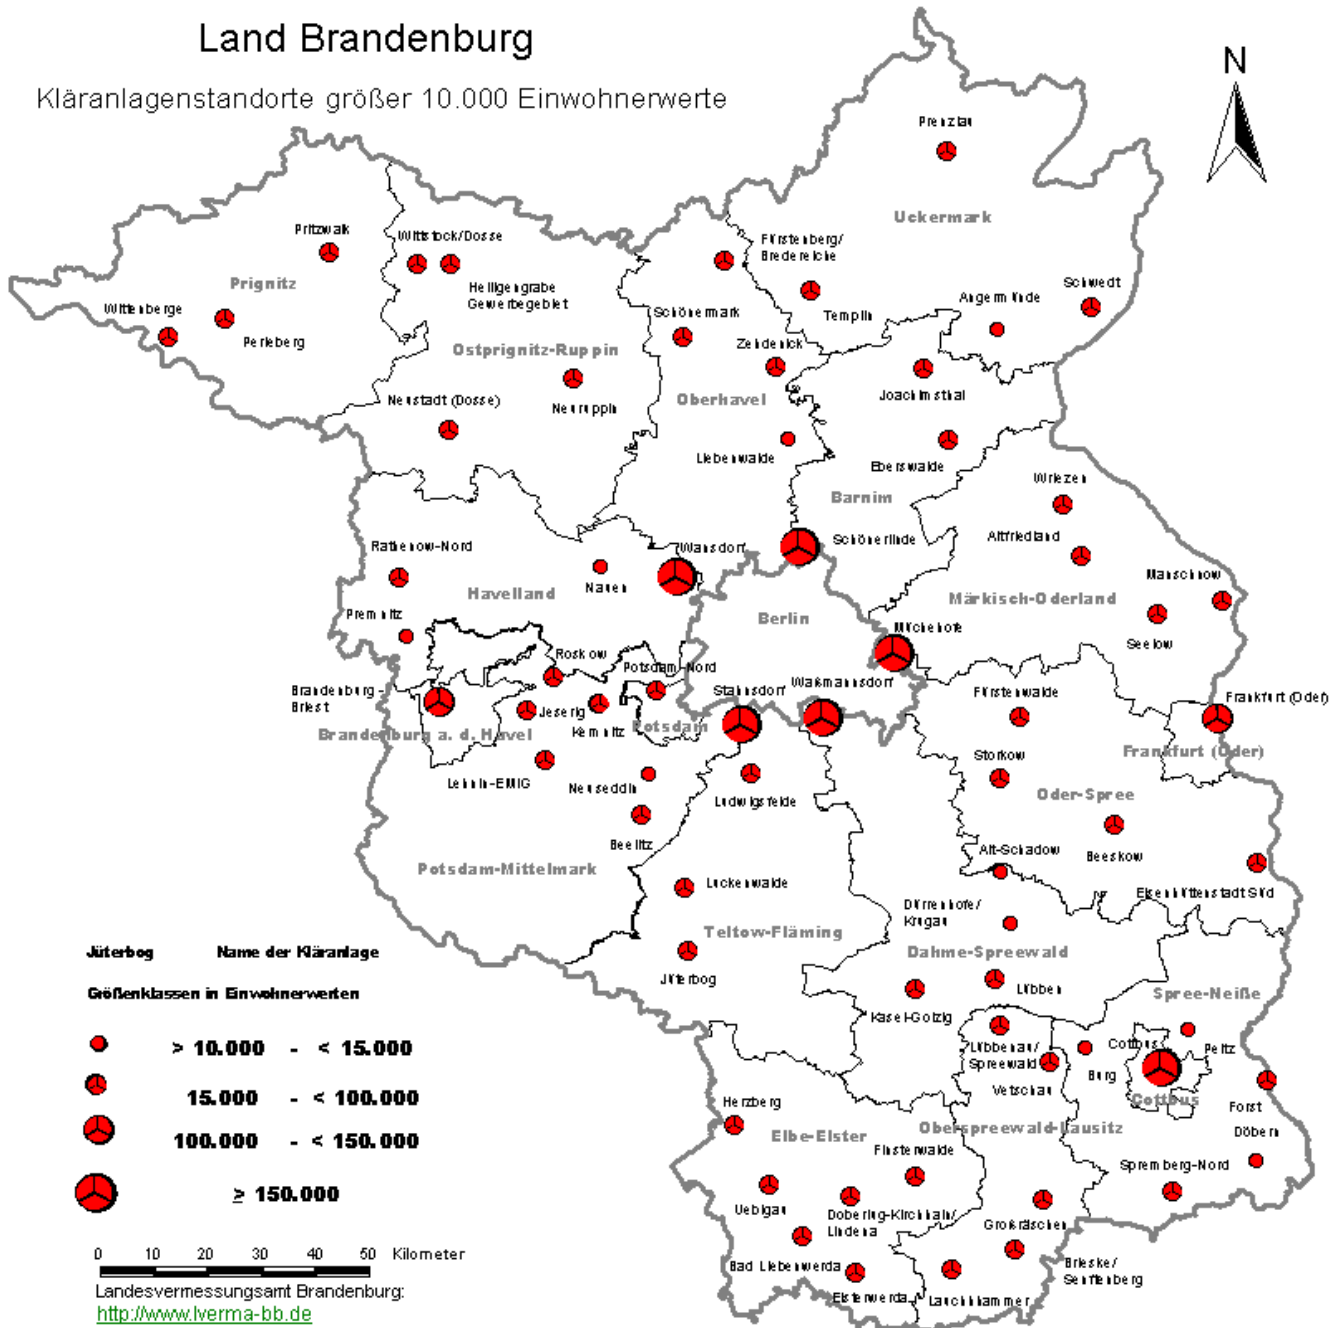 Land Brandenburg
Kläranlagenstandorte größer 10.000 Einwohnerwerte
N
Prenzlau
Uckermark
Pritzwalk
Wittstock/Dosse
Fürstenberg/
Bredereiche
Prignitz
Heiligengrabe
Gewerbegebiet
Schwedt
Angermünde
Wittenberge
Perleberg
Schönermark
Templin
Zehdenick
Ostprignitz-Ruppin
Neustadt (Dosse)
Neuruppin
Oberhavel
Joachimsthal
Liebenwalde
Eberswalde
Barnim
Wriezen
Altfriedland
Schönerlinde
Rathenow-Nord
Wansdorf
Nauen
Havelland
Manschnow
Märkisch-Oderland
Premnitz
Berlin
Seelow
Münchehofe
Roskow
Potsdam-Nord
Brandenburg-
Briest
Stahnsdorf
Waßmannsdorf
Fürstenwalde
Frankfurt (Oder)
Jeserig
Kemnitz
Potsdam
Brandenburg a. d. Havel
Frankfurt (Oder)
Storkow
Lehnin-EMIG
Neuseddin
Ludwigsfelde
Oder-Spree
Beelitz
Alt-Schadow
Beeskow
Potsdam-Mittelmark
Eisenhüttenstadt Süd
Luckenwalde
Dürrenhofe/
Krugau
Teltow-Fläming
Dahme-Spreewald
Jüterbog
Lübben
Spree-Neiße
Kasel-Golzig
Lübbenau/
Spreewald
Vetschau
Burg
Cottbus
Peitz
Cottbus
Forst
Herzberg
Elbe-Elster
Oberspreewald-Lausitz
Döbern
Finsterwalde
Spremberg-Nord
Uebigau
Doberlug-Kirchhain/
Lindena
Großräschen
Bad Liebenwerda
Brieske/
Senftenberg
Elsterwerda
Lauchhammer
Jüterbog Name der Kläranlage
Größenklassen in Einwohnerwerten
> 10.000 - < 15.000
15.000 - < 100.000
100.000 - < 150.000
≥ 150.000
0 10 20 30 40 50 Kilometer
Landesvermessungsamt Brandenburg:
http://www.lverma-bb.de